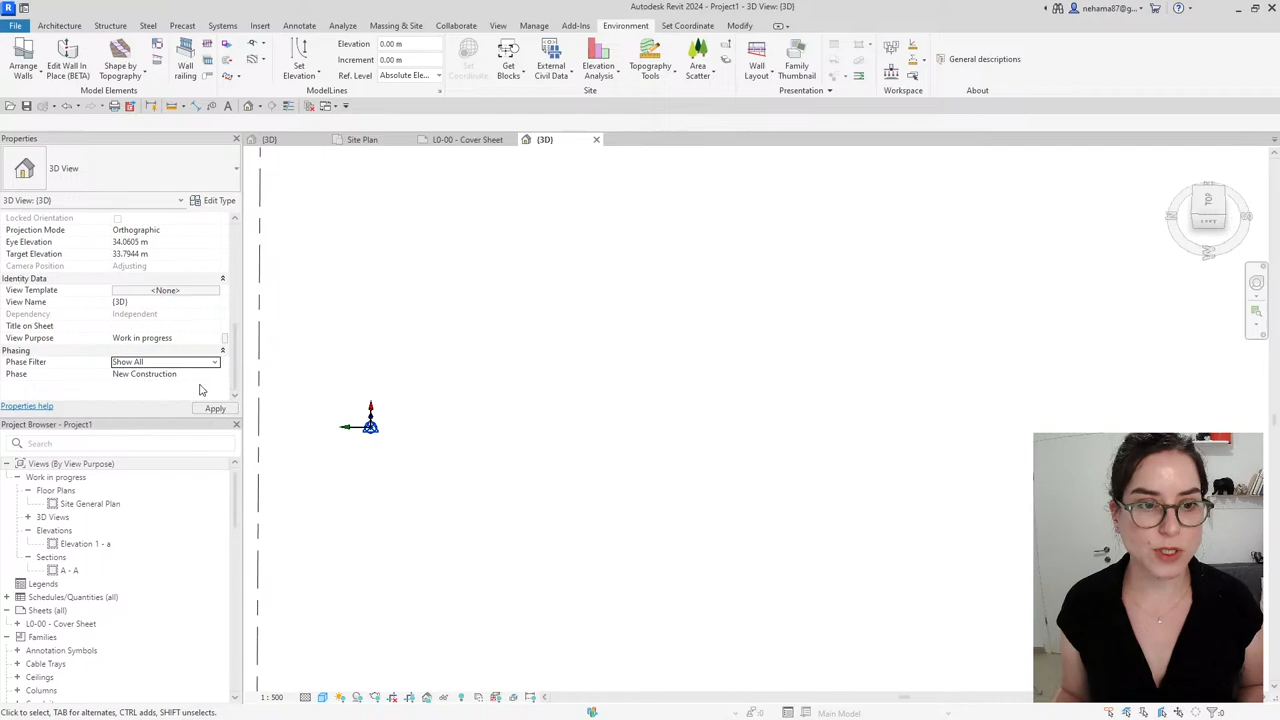 Autodesk Revit 2024 - Project1 - 3D View: {3D}
nehama87@g...
File Architecture Structure Steel Precast Systems Insert Annotate Analyze Massing & Site Collaborate View Manage Add-Ins Environment Set Coordinate Modify
Arrange Walls
Edit Wall In Place (BETA)
Shape by Topography
Wall railing
Model Elements
Set Elevation
Elevation 0.00 m
Increment 0.00 m
Ref. Level Absolute Ele...
ModelLines
Set Coordinate
Get Blocks
External Civil Data
Elevation Analysis
Topography Tools
Area Scatter
Site
Wall Layout
Family Thumbnail
Presentation
Workspace
General descriptions
About
Properties
{3D} Site Plan L0-00 - Cover Sheet {3D}
3D View
3D View: {3D} Edit Type
Locked Orientation
Projection Mode Orthographic
Eye Elevation 34.0605 m
Target Elevation 33.7944 m
Camera Position Adjusting
Identity Data
View Template <None>
View Name {3D}
Dependency Independent
Title on Sheet
View Purpose Work in progress
Phasing
Phase Filter Show All
Phase New Construction
Properties help Apply
Project Browser - Project1
Search
Views (By View Purpose)
Work in progress
Floor Plans
Site General Plan
3D Views
Elevations
Elevation 1 - a
Sections
A - A
Legends
Schedules/Quantities (all)
Sheets (all)
L0-00 - Cover Sheet
Families
Annotation Symbols
Cable Trays
Ceilings
Columns
TOP
LEFT
W
1 : 500
Click to select, TAB for alternates, CTRL adds, SHIFT unselects.
:0
Main Model
:0